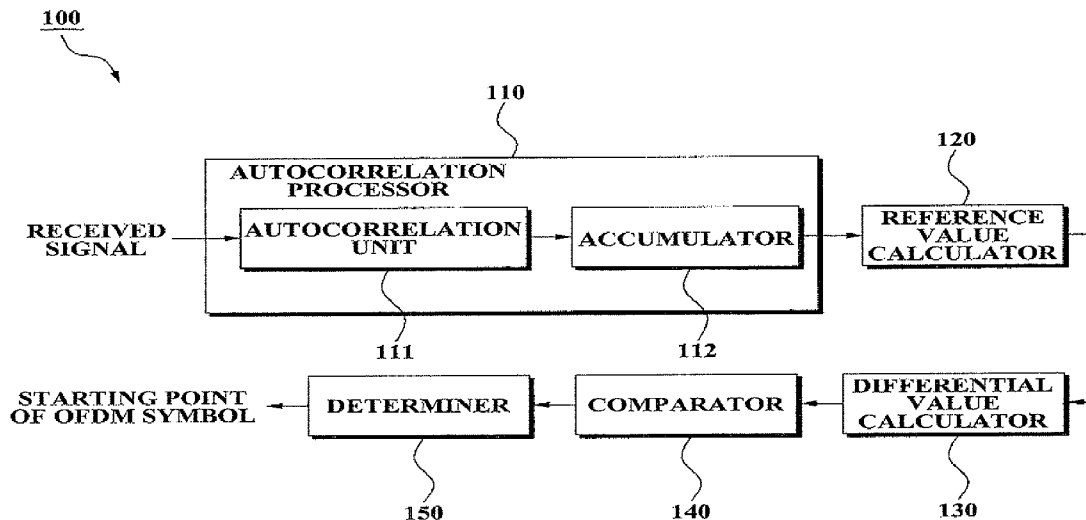 100
110
120
AUTOCORRELATION
PROCESSOR
RECEIVED
SIGNAL
AUTOCORRELATION
UNIT
ACCUMULATOR
REFERENCE
VALUE
CALCULATOR
111
112
STARTING POINT
OF OFDM SYMBOL
DETERMINER
COMPARATOR
DIFFERENTIAL
VALUE
CALCULATOR
150
140
130